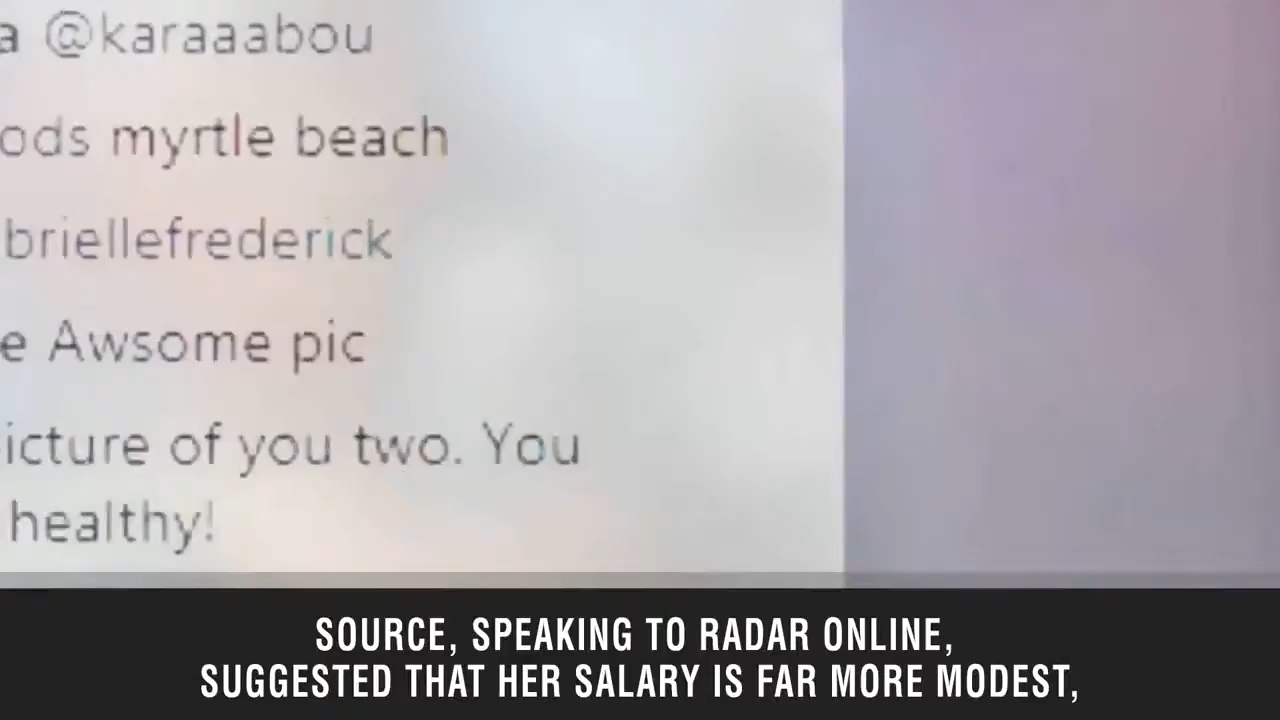 a @karaaabou
ods myrtle beach
briellefrederick
e Awsome pic
icture of you two. You
healthy!
SOURCE, SPEAKING TO RADAR ONLINE,
SUGGESTED THAT HER SALARY IS FAR MORE MODEST,